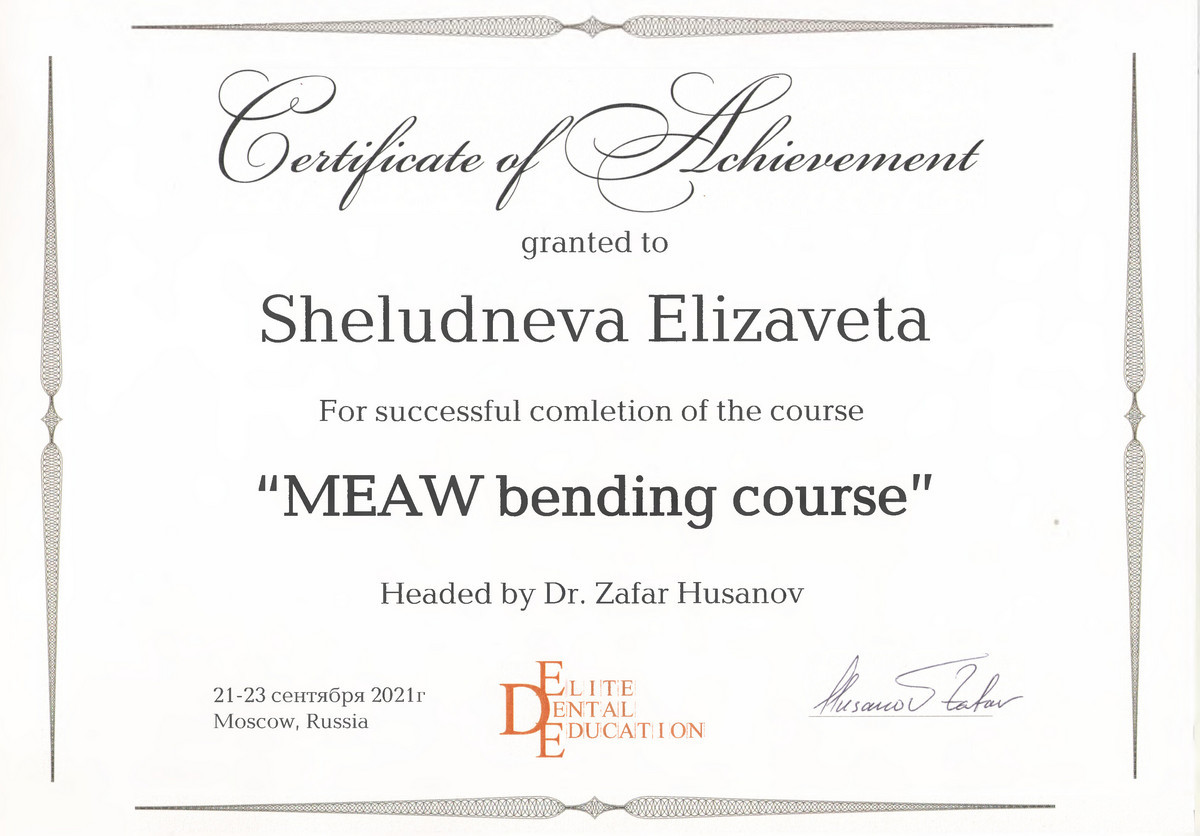 Certificate of Achievement
granted to
Sheludneva Elizaveta
For successful comletion of the course
“MEAW bending course”
Headed by Dr. Zafar Husanov
21-23 сентября 2021г
Moscow, Russia
ELITE
DENTAL
EDUCATION
Husanov Zafar